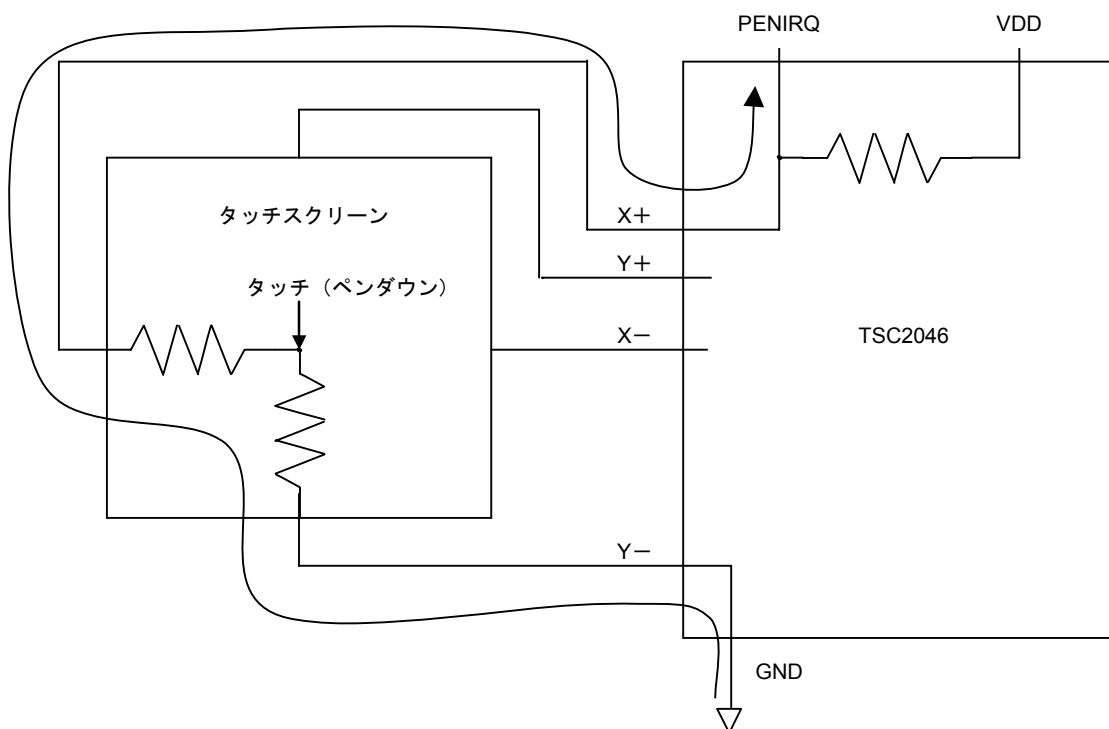 PENIRQ VDD
タッチスクリーン
X+
Y+
タッチ（ペンダウン）
X－
TSC2046
Y－
GND